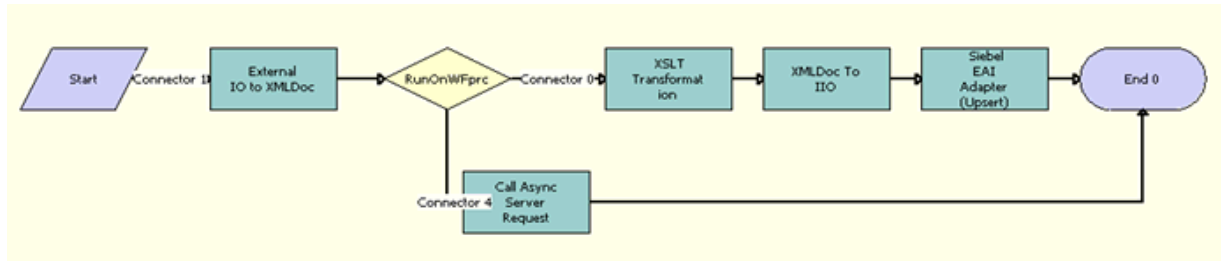 Start
Connector 1
External
IO to XMLDoc
RunOnWFprc
Connector 0
XSLT
Transformat
ion
XMLDoc To
IIO
Siebel
EAI
Adapter
(Upsert)
End 0
Connector 4
Call Async
Server
Request